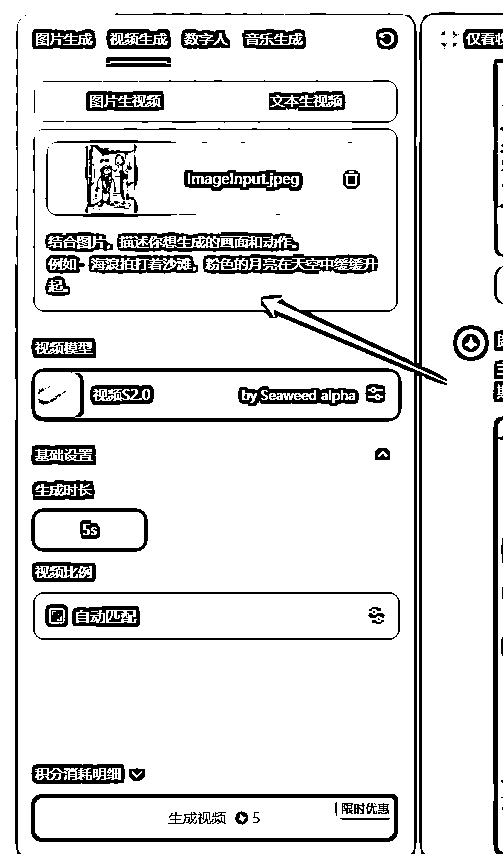 图片生成 视频生成 数字人 音乐生成
仅看
图片生视频 文本生视频
ImageInput.jpeg
结合图片，描述你想生成的画面和动作。
例如：海浪拍打着沙滩，粉色的月亮在天空中缓缓升
起。
视频模型
视频S2.0 by Seaweed alpha
基础设置
生成时长
5s
视频比例
自动匹配
积分消耗明细
生成视频 5 限时优惠